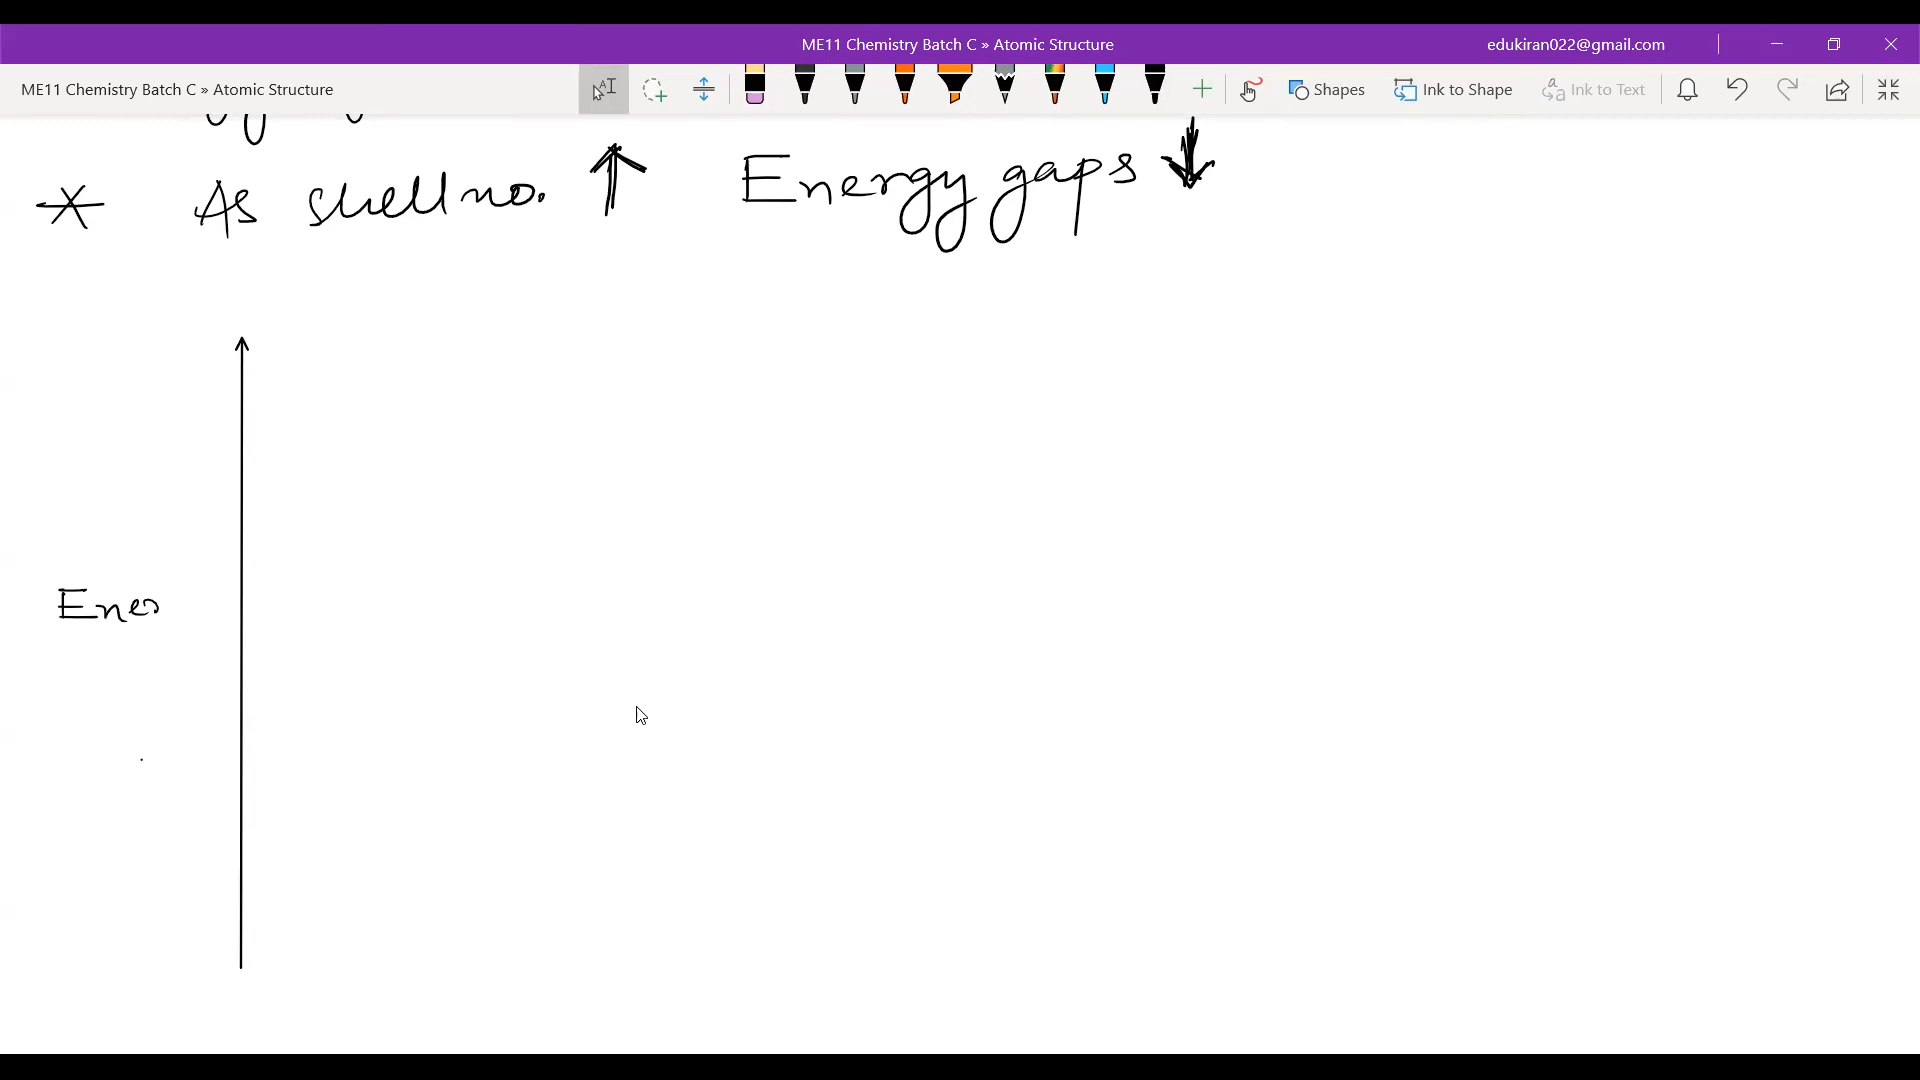 ME11 Chemistry Batch C » Atomic Structure
edukiran022@gmail.com
ME11 Chemistry Batch C » Atomic Structure
Shapes
Ink to Shape
Ink to Text
* As shell no. ↑ Energy gaps ↓
Ener